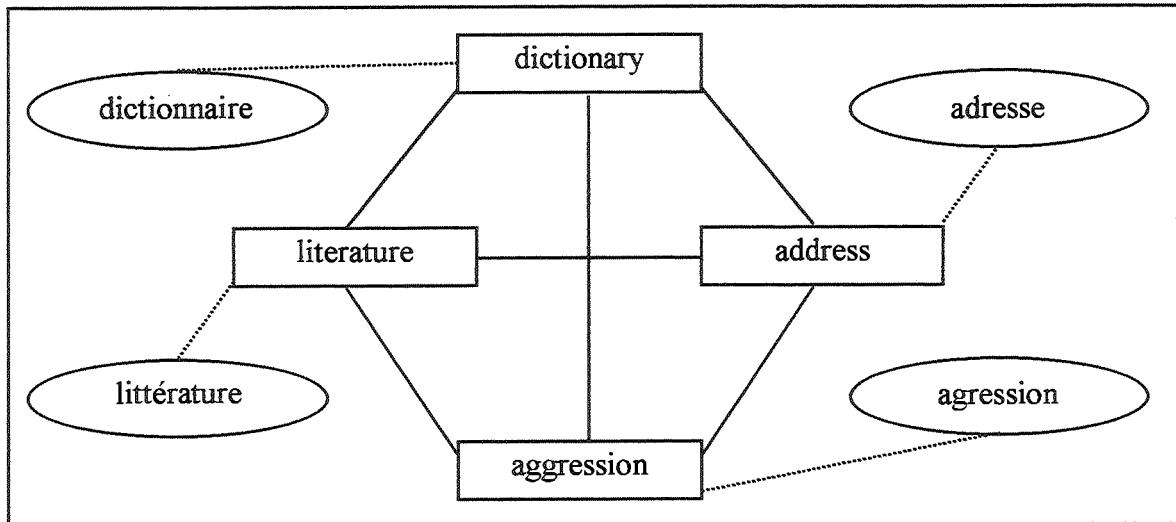 dictionary
dictionnaire
adresse
literature
address
littérature
agression
aggression